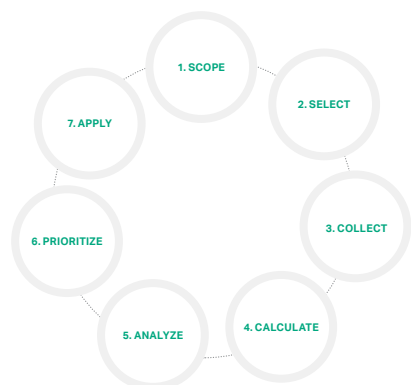 1. SCOPE
2. SELECT
3. COLLECT
4. CALCULATE
5. ANALYZE
6. PRIORITIZE
7. APPLY